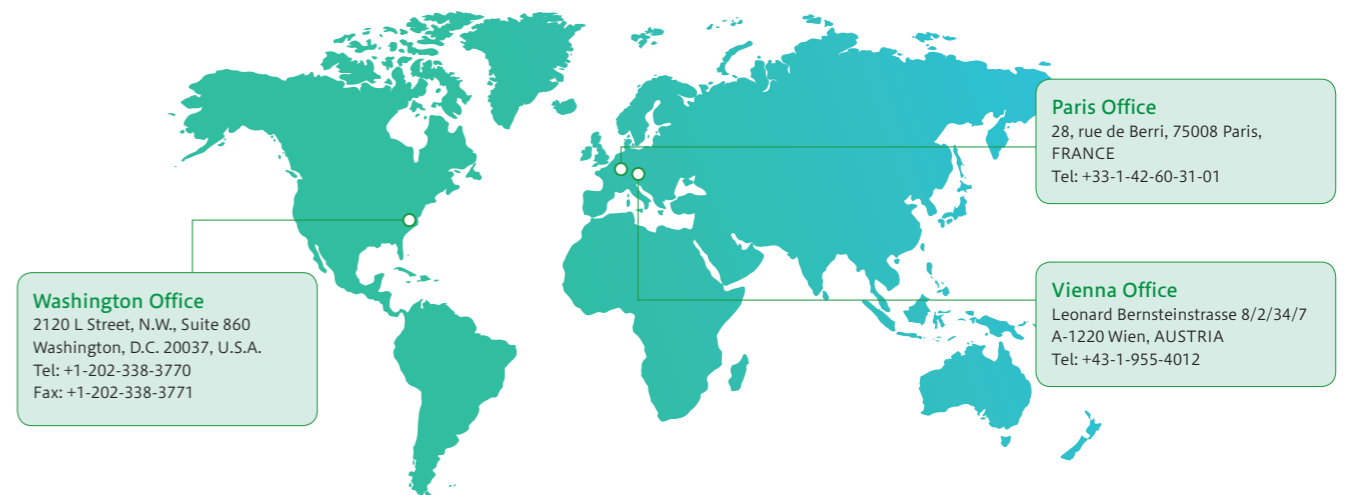 Paris Office
28, rue de Berri, 75008 Paris,
FRANCE
Tel: +33-1-42-60-31-01
Washington Office
2120 L Street, N.W., Suite 860
Washington, D.C. 20037, U.S.A.
Tel: +1-202-338-3770
Fax: +1-202-338-3771
Vienna Office
Leonard Bernsteinstrasse 8/2/34/7
A-1220 Wien, AUSTRIA
Tel: +43-1-955-4012